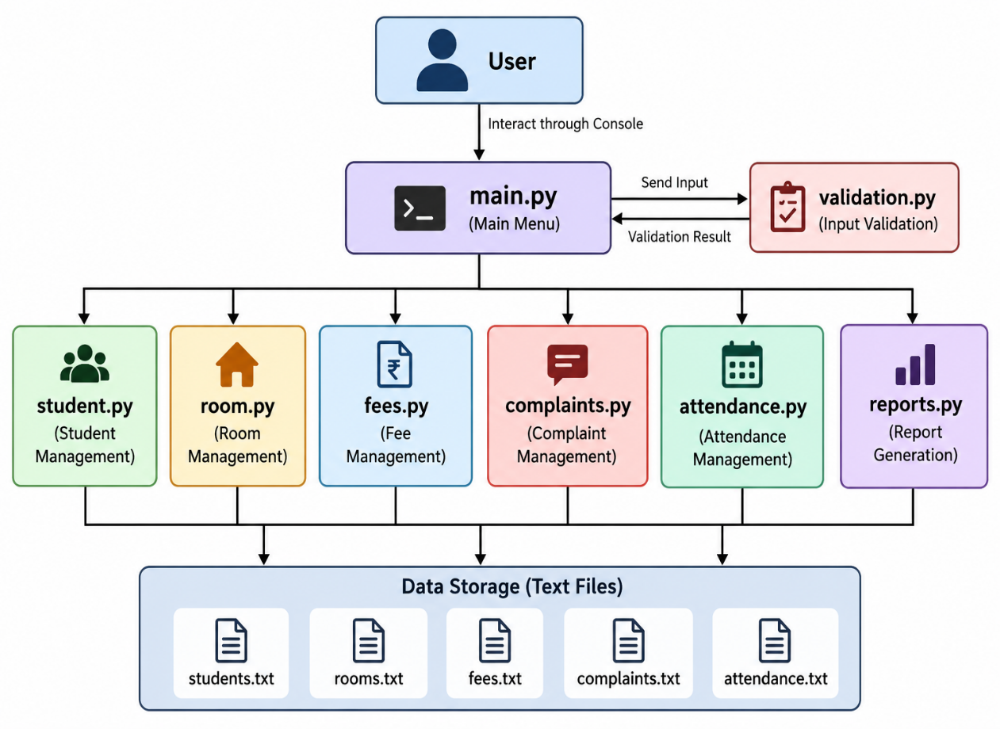 User
Interact through Console
main.py
(Main Menu)
Send Input
Validation Result
validation.py
(Input Validation)
student.py
(Student
Management)
room.py
(Room
Management)
₹
fees.py
(Fee
Management)
complaints.py
(Complaint
Management)
attendance.py
(Attendance
Management)
reports.py
(Report
Generation)
Data Storage (Text Files)
students.txt
rooms.txt
fees.txt
complaints.txt
attendance.txt